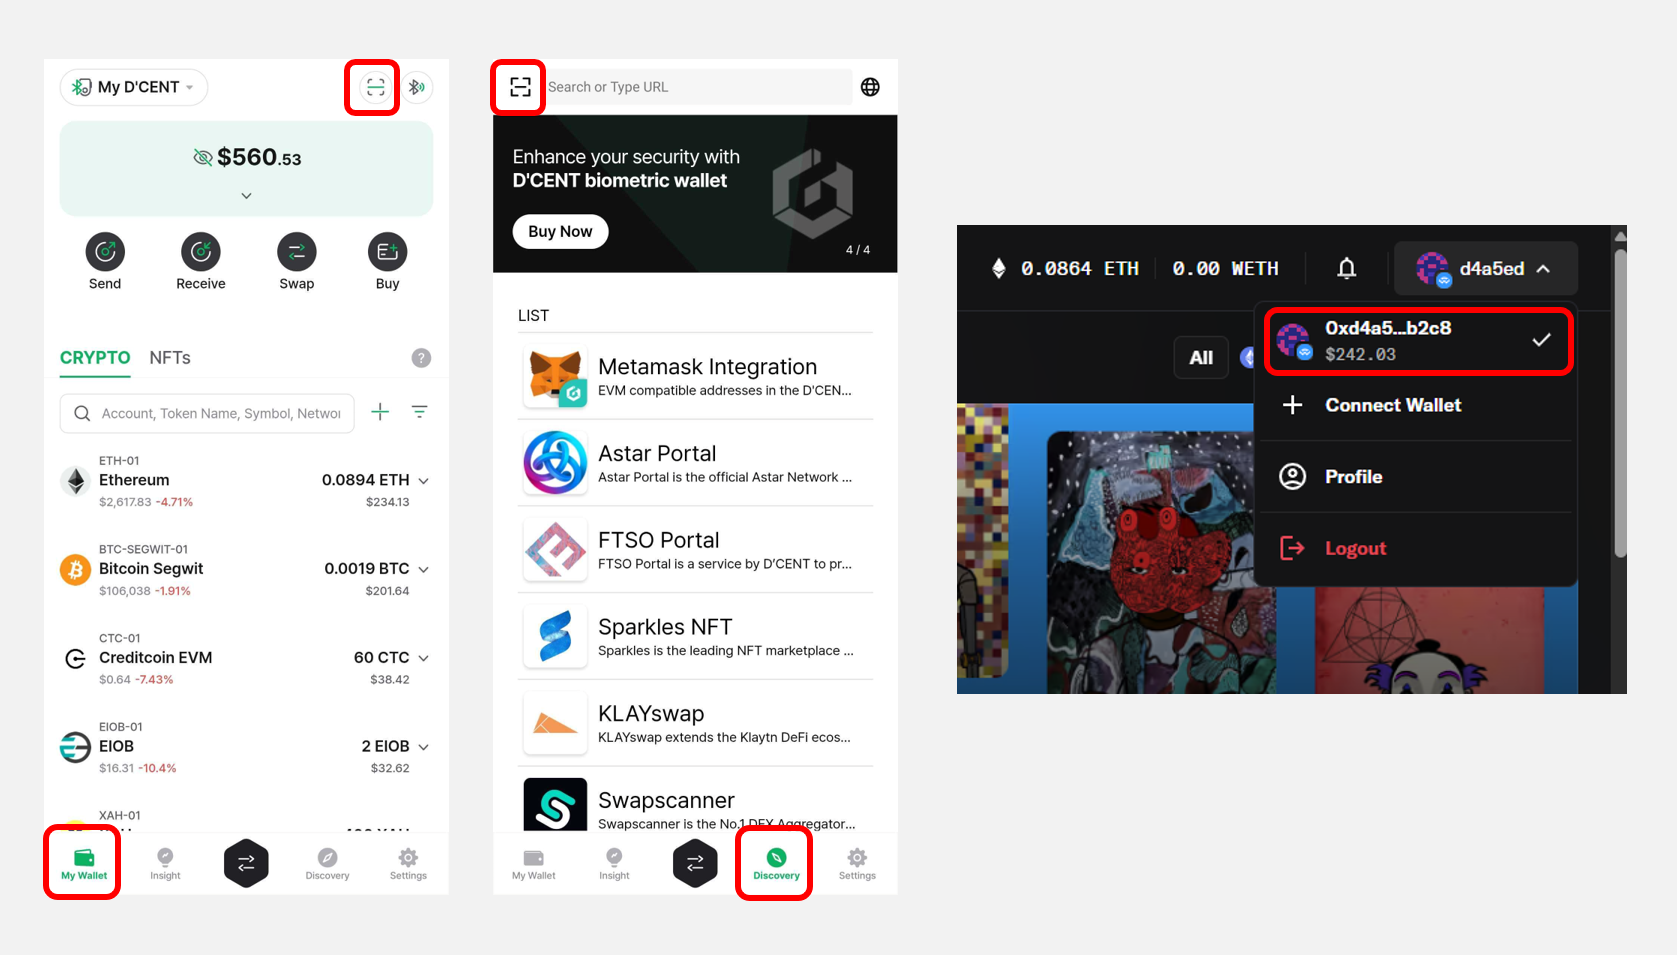 My D'CENT
$560.53
Send
Receive
Swap
Buy
CRYPTO
NFTs
?
Account, Token Name, Symbol, Networ
ETH-01
Ethereum
0.0894 ETH
$2,617.83 -4.71%
$234.13
BTC-SEGWIT-01
Bitcoin Segwit
0.0019 BTC
$106,038 -1.91%
$201.64
CTC-01
Creditcoin EVM
60 CTC
$0.64 -7.43%
$38.42
EIOB-01
EIOB
2 EIOB
$16.31 -10.4%
$32.62
XAH-01
My Wallet
Insight
Discovery
Settings
Search or Type URL
Enhance your security with
D'CENT biometric wallet
Buy Now
4 / 4
LIST
Metamask Integration
EVM compatible addresses in the D'CEN...
Astar Portal
Astar Portal is the official Astar Network ...
FTSO Portal
FTSO Portal is a service by D'CENT to pr...
Sparkles NFT
Sparkles is the leading NFT marketplace ...
KLAYswap
KLAYswap extends the Klaytn DeFi ecos...
Swapscanner
Swapscanner is the No.1 DEX Aggregator...
My Wallet
Insight
Discovery
Settings
0.0864 ETH
0.00 WETH
d4a5ed
0xd4a5...b2c8
$242.03
All
Connect Wallet
Profile
Logout